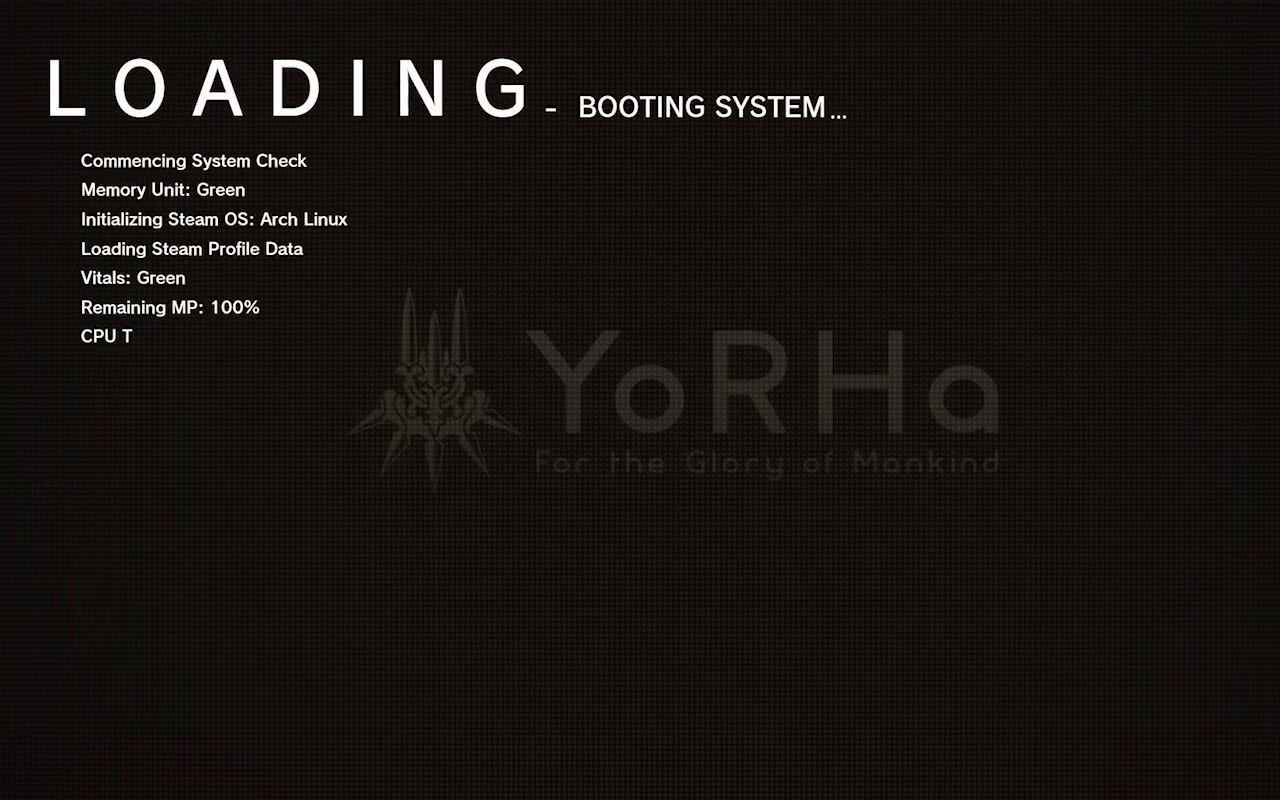 LOADING - BOOTING SYSTEM...
Commencing System Check
Memory Unit: Green
Initializing Steam OS: Arch Linux
Loading Steam Profile Data
Vitals: Green
Remaining MP: 100%
CPU T
YoRHa
For the Glory of Mankind